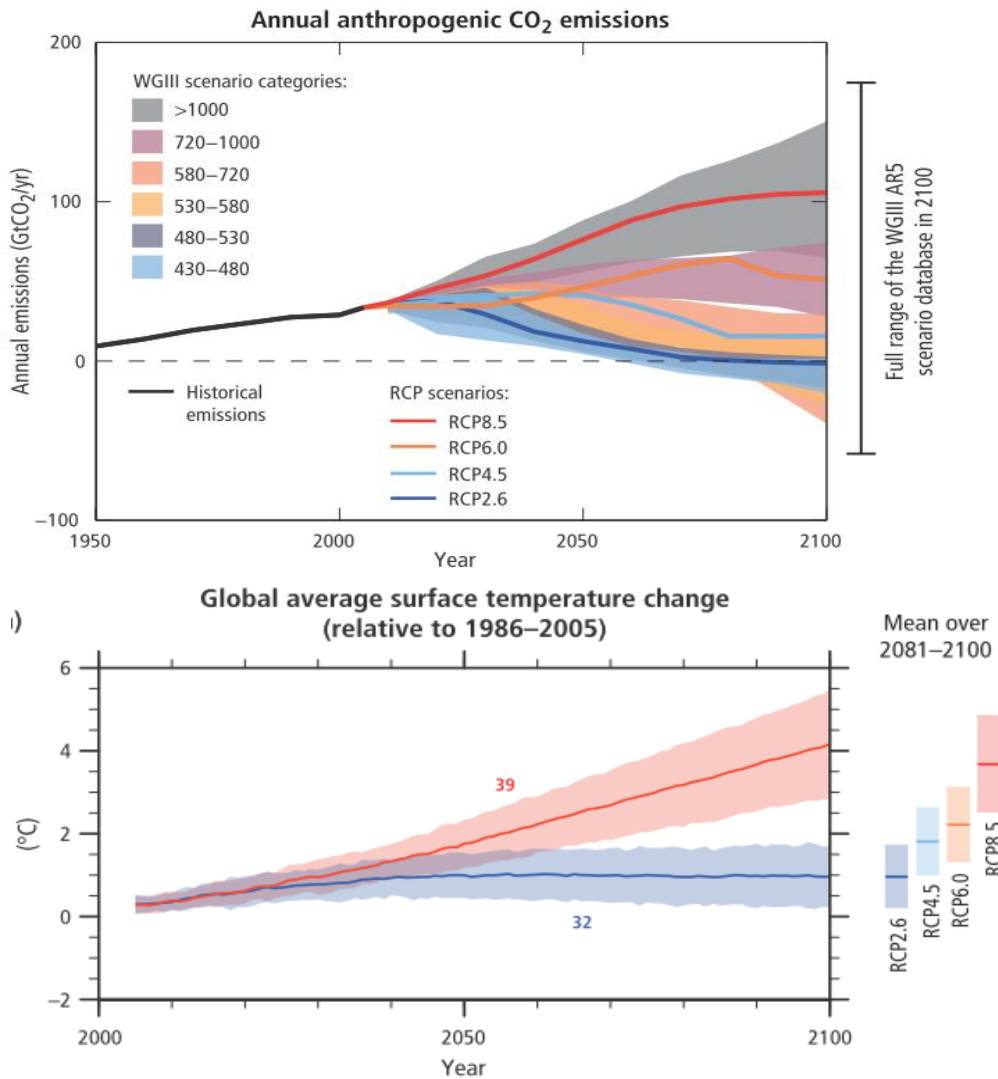 Annual anthropogenic CO₂ emissions
200
100
0
−100
Annual emissions (GtCO₂/yr)
WGIII scenario categories:
>1000
720–1000
580–720
530–580
480–530
430–480
Historical
emissions
RCP scenarios:
RCP8.5
RCP6.0
RCP4.5
RCP2.6
1950
2000
2050
2100
Year
Full range of the WGIII AR5
scenario database in 2100
)
Global average surface temperature change
(relative to 1986–2005)
Mean over
2081–2100
6
4
2
0
−2
(°C)
39
32
2000
2050
2100
Year
RCP2.6
RCP4.5
RCP6.0
RCP8.5